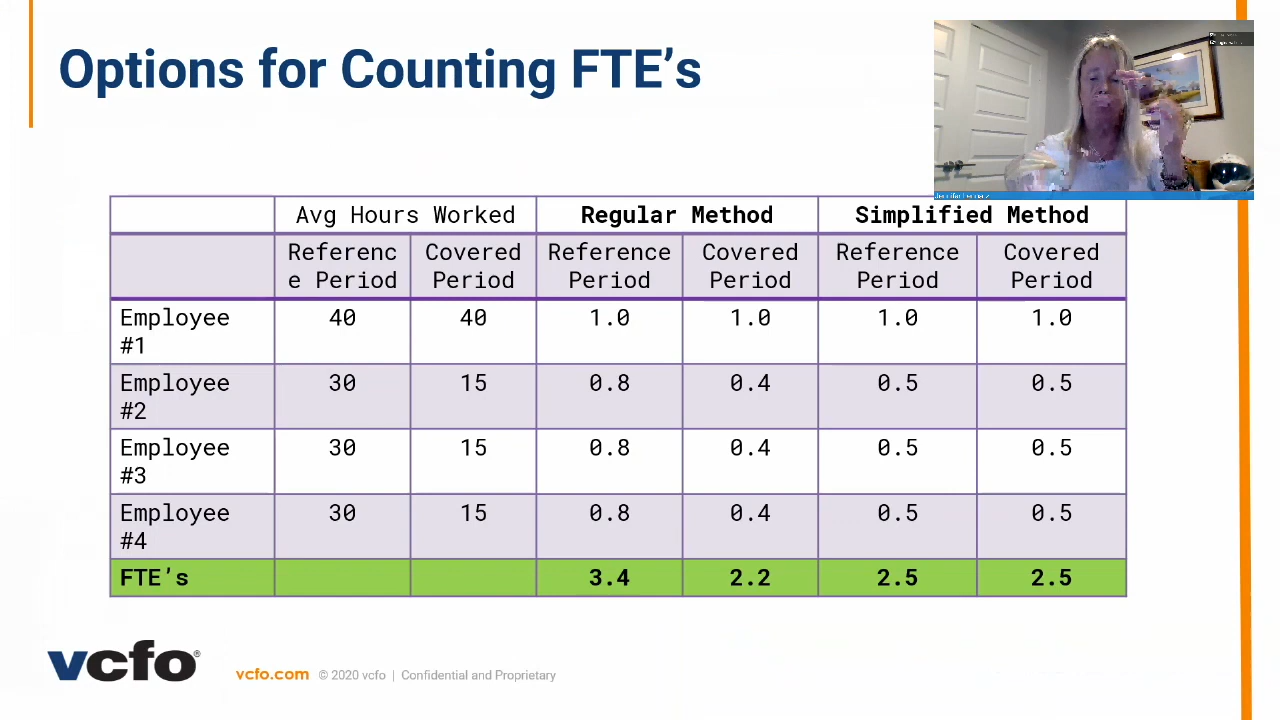 Options for Counting FTE's
Avg Hours Worked Regular Method Simplified Method
Referenc Covered Reference Covered Reference Covered
e Period Period Period Period Period Period
Employee 40 40 1.0 1.0 1.0 1.0
#1
Employee 30 15 0.8 0.4 0.5 0.5
#2
Employee 30 15 0.8 0.4 0.5 0.5
#3
Employee 30 15 0.8 0.4 0.5 0.5
#4
FTE's 3.4 2.2 2.5 2.5
vcfo®
vcfo.com © 2020 vcfo | Confidential and Proprietary